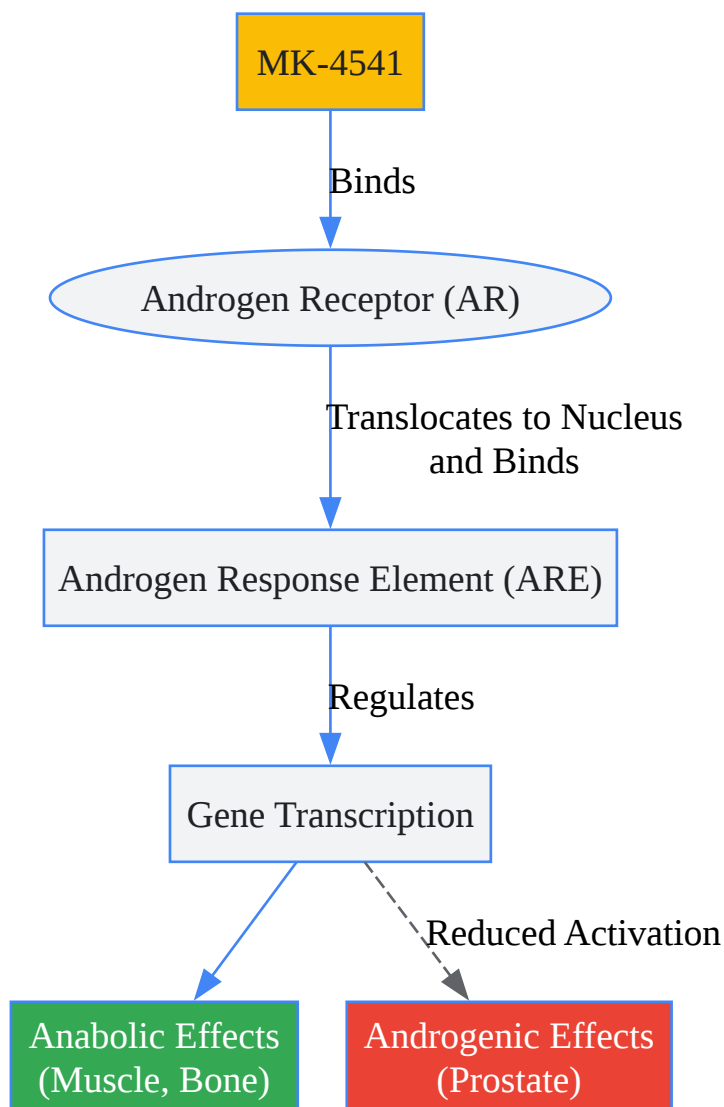 MK-4541
Binds
Androgen Receptor (AR)
Translocates to Nucleus
and Binds
Androgen Response Element (ARE)
Regulates
Gene Transcription
Reduced Activation
Anabolic Effects
(Muscle, Bone)
Androgenic Effects
(Prostate)